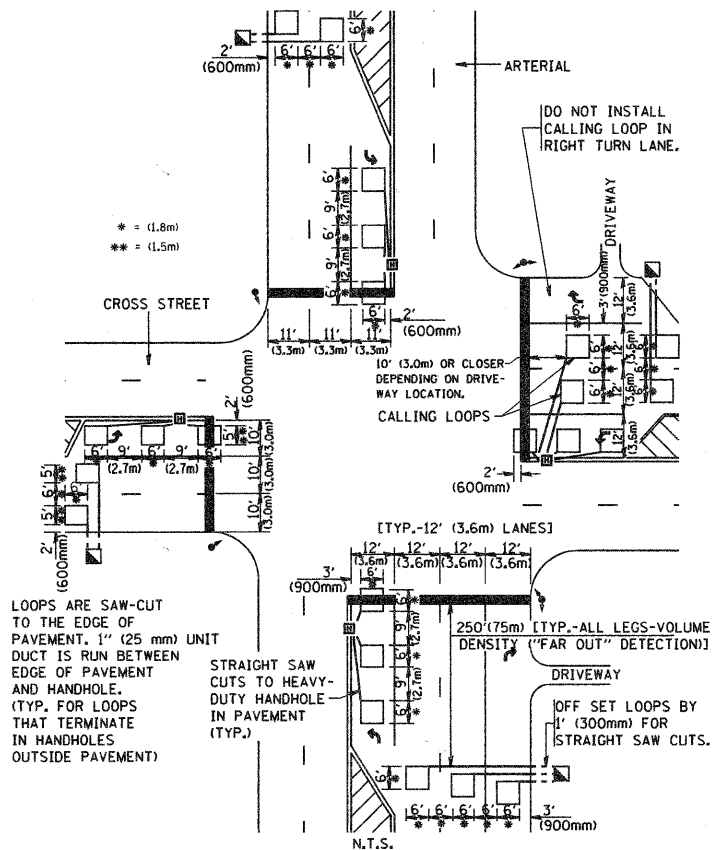 6' 6' 6'
* * *
6' *
2'
(600mm)
ARTERIAL
DO NOT INSTALL
CALLING LOOP IN
RIGHT TURN LANE.
DRIVEWAY
* = (1.8m)
** = (1.5m)
6' *
9'
(2.7m)
6' *
9'
(2.7m)
6' *
6'
*
2'
(600mm)
11' 11' 11'
(3.3m) (3.3m) (3.3m)
CROSS STREET
3' (900mm)
12'
(3.6m)
6'
*
10' (3.0m) OR CLOSER
DEPENDING ON DRIVE-
WAY LOCATION.
CALLING LOOPS
6' 12' 6'
* (3.6m) *
6' 12' 6'
* (3.6m) *
12'
(3.6m)
2'
(600mm)
H
2'
(600mm)
5' **
10'
(3.0m)
10'
(3.0m)
10'
(3.0m)
6' 9' 6' 9' 6'
* (2.7m) * (2.7m) *
5' **
6' *
5' **
6'
*
2'
(600mm)
[TYP.-12' (3.6m) LANES]
12' 12' 12' 12'
(3.6m) (3.6m) (3.6m) (3.6m)
3'
(900mm)
6'
*
6' *
9'
(2.7m)
6' *
9'
(2.7m)
6' *
H
LOOPS ARE SAW-CUT
TO THE EDGE OF
PAVEMENT. 1" (25 mm) UNIT
DUCT IS RUN BETWEEN
EDGE OF PAVEMENT
AND HANDHOLE.
(TYP. FOR LOOPS
THAT TERMINATE
IN HANDHOLES
OUTSIDE PAVEMENT)
STRAIGHT SAW
CUTS TO HEAVY-
DUTY HANDHOLE
IN PAVEMENT
(TYP.)
250'(75m) [TYP.-ALL LEGS-VOLUME
DENSITY ("FAR OUT" DETECTION)]
DRIVEWAY
OFF SET LOOPS BY
1' (300mm) FOR
STRAIGHT SAW CUTS.
6' *
6' 6' 6' 6' 6'
* * * * *
3'
(900mm)
N.T.S.